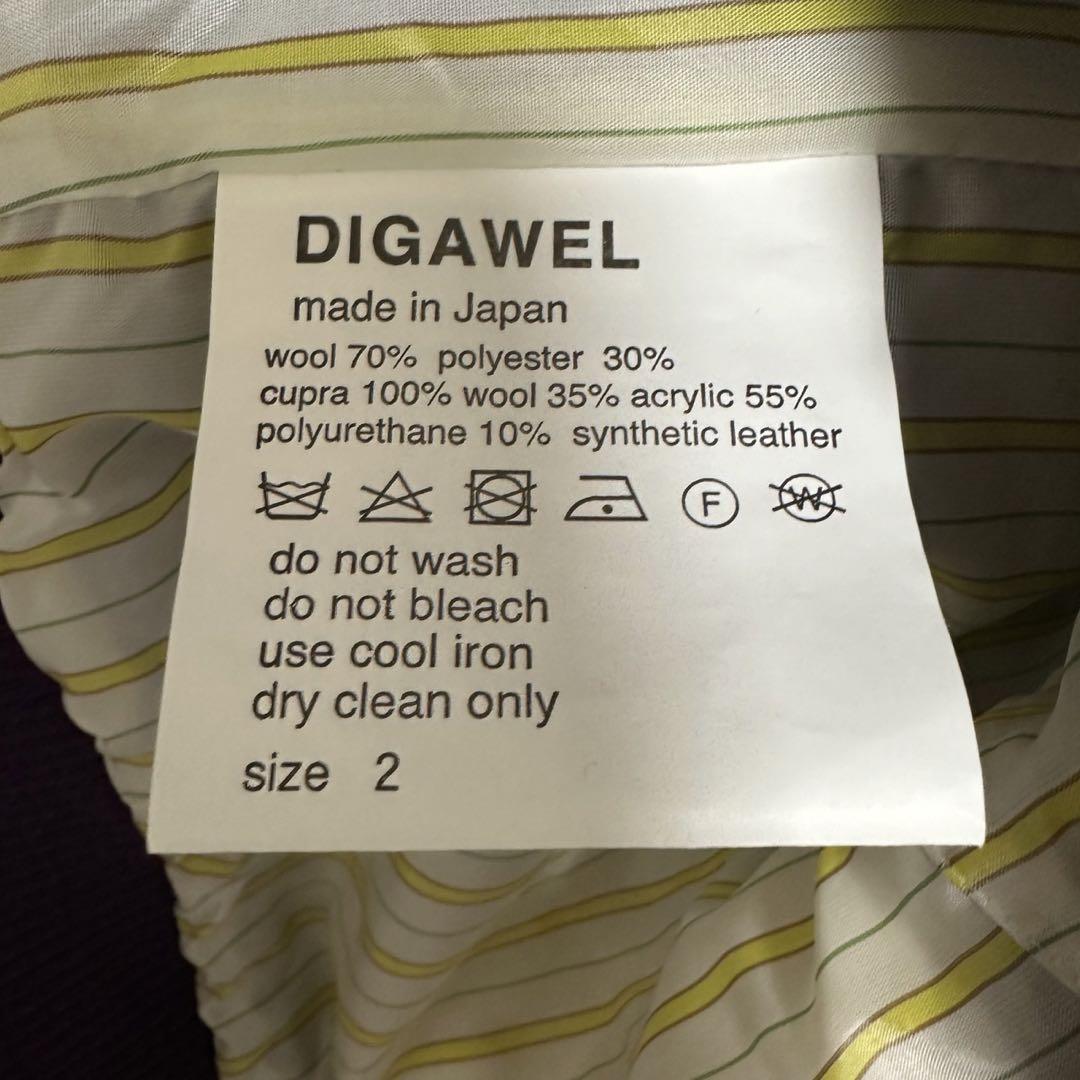 DIGAWEL
made in Japan
wool 70% polyester 30%
cupra 100% wool 35% acrylic 55%
polyurethane 10% synthetic leather
F W
do not wash
do not bleach
use cool iron
dry clean only
size 2